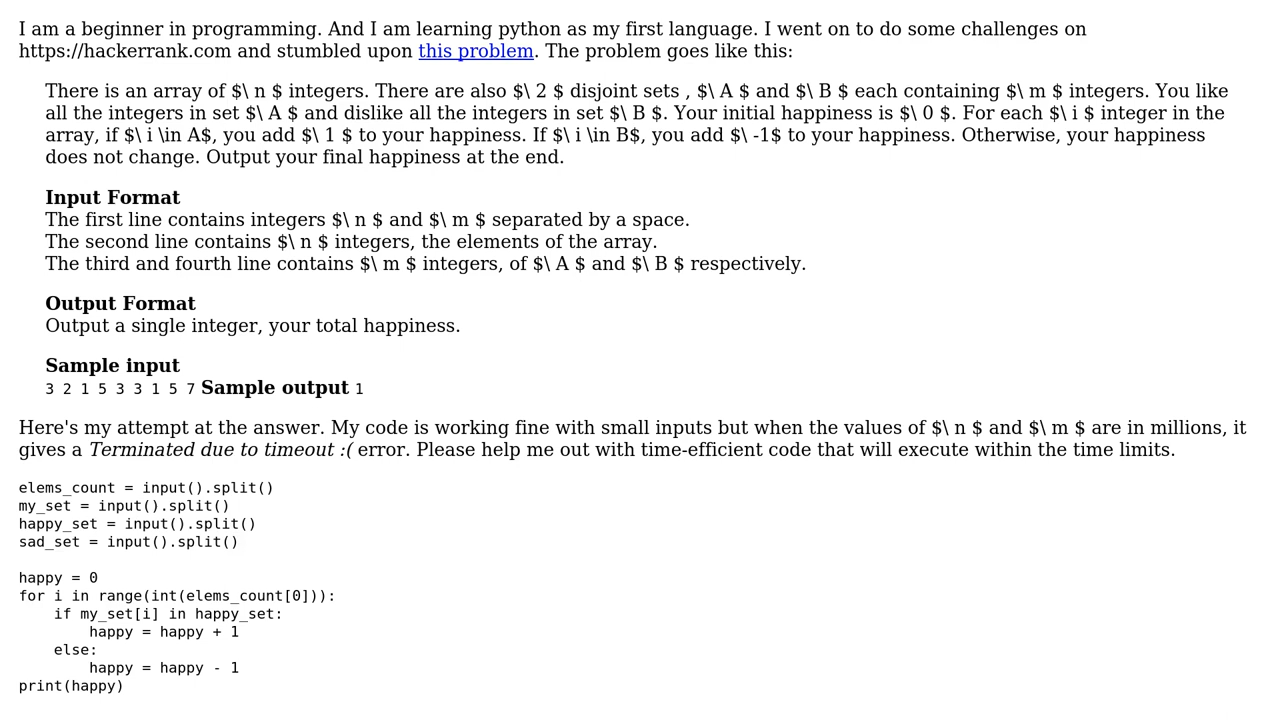 I am a beginner in programming. And I am learning python as my first language. I went on to do some challenges on
https://hackerrank.com and stumbled upon this problem. The problem goes like this:
There is an array of $\ n $ integers. There are also $\ 2 $ disjoint sets , $\ A $ and $\ B $ each containing $\ m $ integers. You like
all the integers in set $\ A $ and dislike all the integers in set $\ B $. Your initial happiness is $\ 0 $. For each $\ i $ integer in the
array, if $\ i \in A$, you add $\ 1 $ to your happiness. If $\ i \in B$, you add $\ -1$ to your happiness. Otherwise, your happiness
does not change. Output your final happiness at the end.
Input Format
The first line contains integers $\ n $ and $\ m $ separated by a space.
The second line contains $\ n $ integers, the elements of the array.
The third and fourth line contains $\ m $ integers, of $\ A $ and $\ B $ respectively.
Output Format
Output a single integer, your total happiness.
Sample input
3 2 1 5 3 3 1 5 7 Sample output 1
Here's my attempt at the answer. My code is working fine with small inputs but when the values of $\ n $ and $\ m $ are in millions, it
gives a Terminated due to timeout :( error. Please help me out with time-efficient code that will execute within the time limits.
elems_count = input().split()
my_set = input().split()
happy_set = input().split()
sad_set = input().split()

happy = 0
for i in range(int(elems_count[0])):
    if my_set[i] in happy_set:
        happy = happy + 1
    else:
        happy = happy - 1
print(happy)